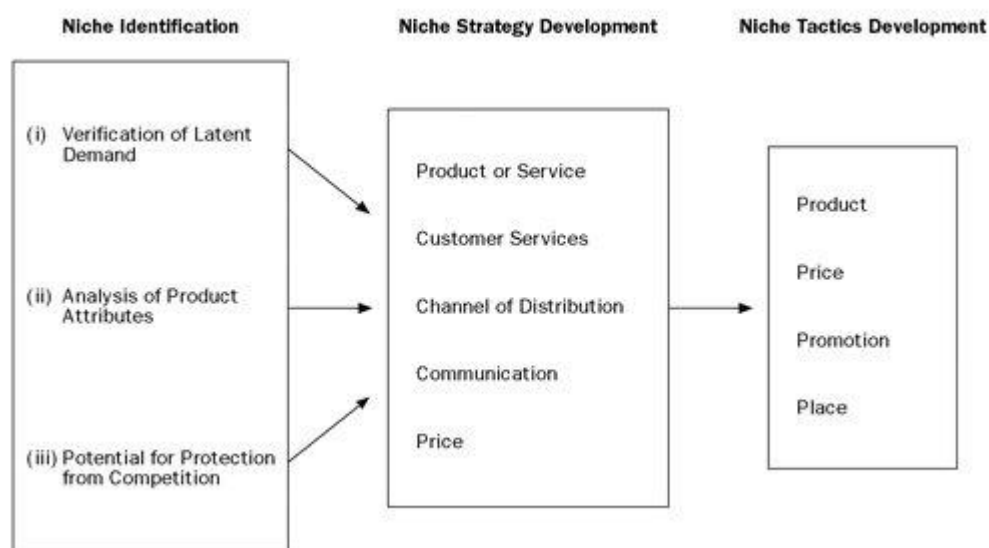 Niche Identification
Niche Strategy Development
Niche Tactics Development
(i) Verification of Latent
Demand
(ii) Analysis of Product
Attributes
(iii) Potential for Protection
from Competition
Product or Service
Customer Services
Channel of Distribution
Communication
Price
Product
Price
Promotion
Place